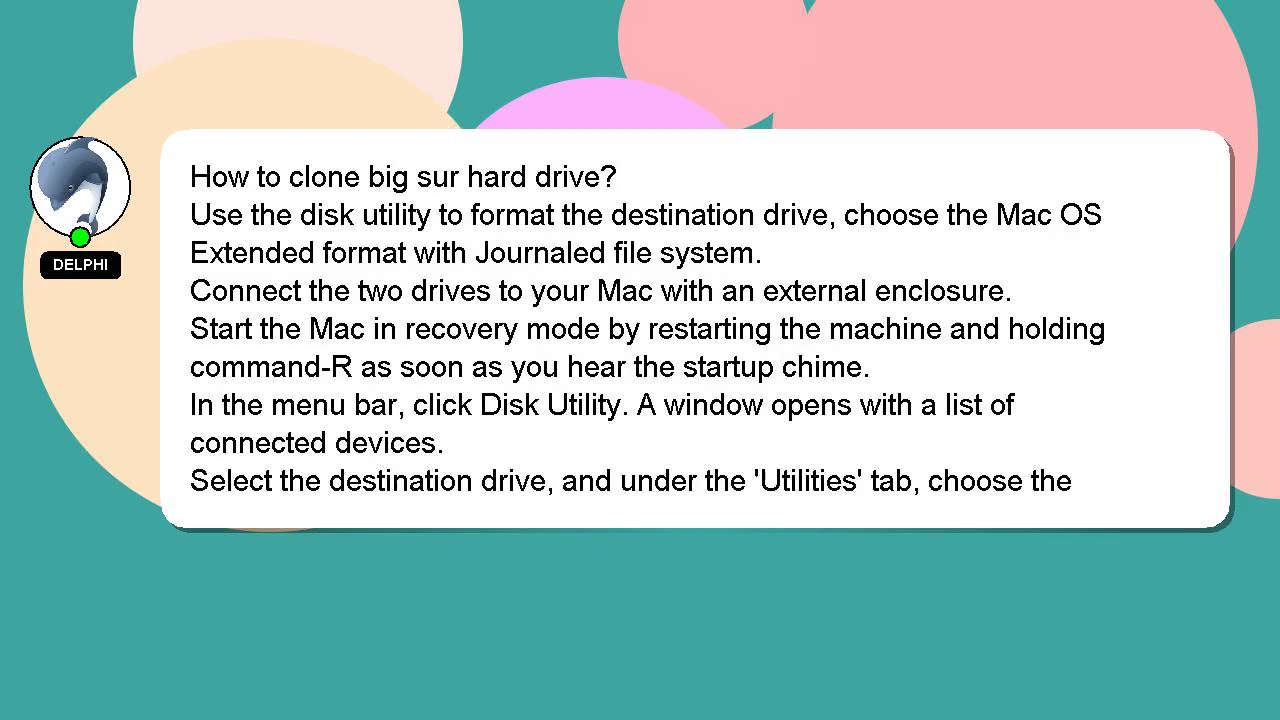 How to clone big sur hard drive?
Use the disk utility to format the destination drive, choose the Mac OS
Extended format with Journaled file system.
Connect the two drives to your Mac with an external enclosure.
Start the Mac in recovery mode by restarting the machine and holding
command-R as soon as you hear the startup chime.
In the menu bar, click Disk Utility. A window opens with a list of
connected devices.
Select the destination drive, and under the 'Utilities' tab, choose the
DELPHI